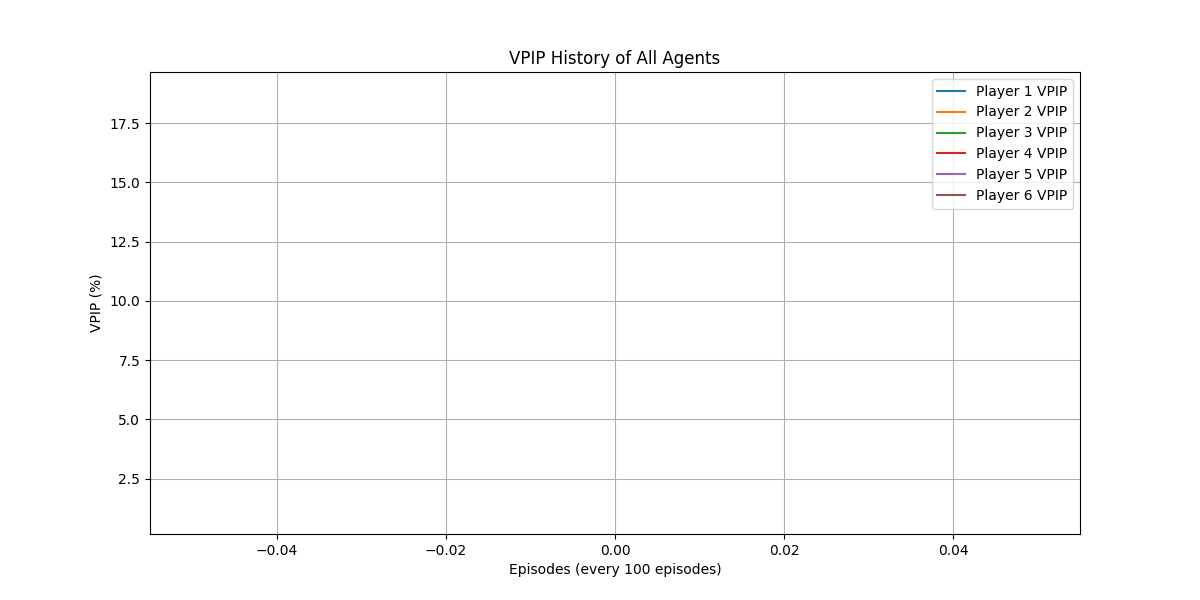 VPIP History of All Agents
Player 1 VPIP
Player 2 VPIP
Player 3 VPIP
Player 4 VPIP
Player 5 VPIP
Player 6 VPIP
17.5
15.0
12.5
10.0
7.5
5.0
2.5
VPIP (%)
−0.04
−0.02
0.00
0.02
0.04
Episodes (every 100 episodes)